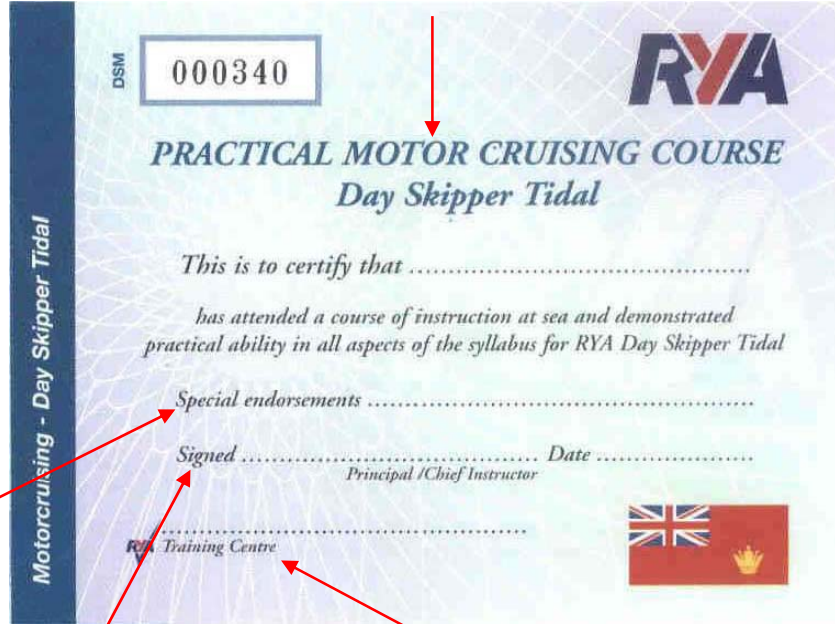 DSM
000340
RYA
PRACTICAL MOTOR CRUISING COURSE
Day Skipper Tidal
This is to certify that ..........................................................
has attended a course of instruction at sea and demonstrated
practical ability in all aspects of the syllabus for RYA Day Skipper Tidal
Special endorsements ..................................................................
Signed .................................................. Date ..........................
Principal /Chief Instructor
..............................................................
RYA Training Centre
Motorcruising - Day Skipper Tidal